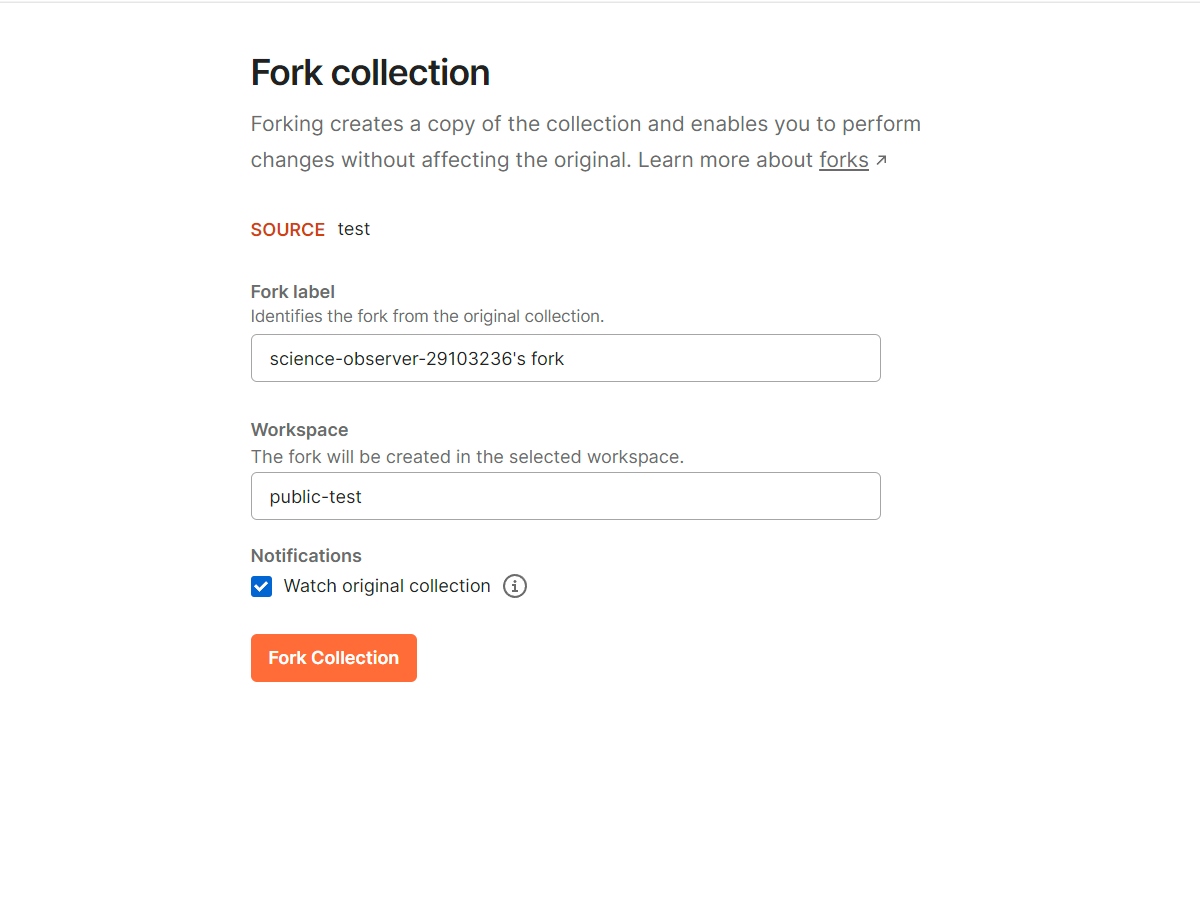 Fork collection
Forking creates a copy of the collection and enables you to perform
changes without affecting the original. Learn more about forks ↗
SOURCE test
Fork label
Identifies the fork from the original collection.
science-observer-29103236's fork
Workspace
The fork will be created in the selected workspace.
public-test
Notifications
Watch original collection
Fork Collection